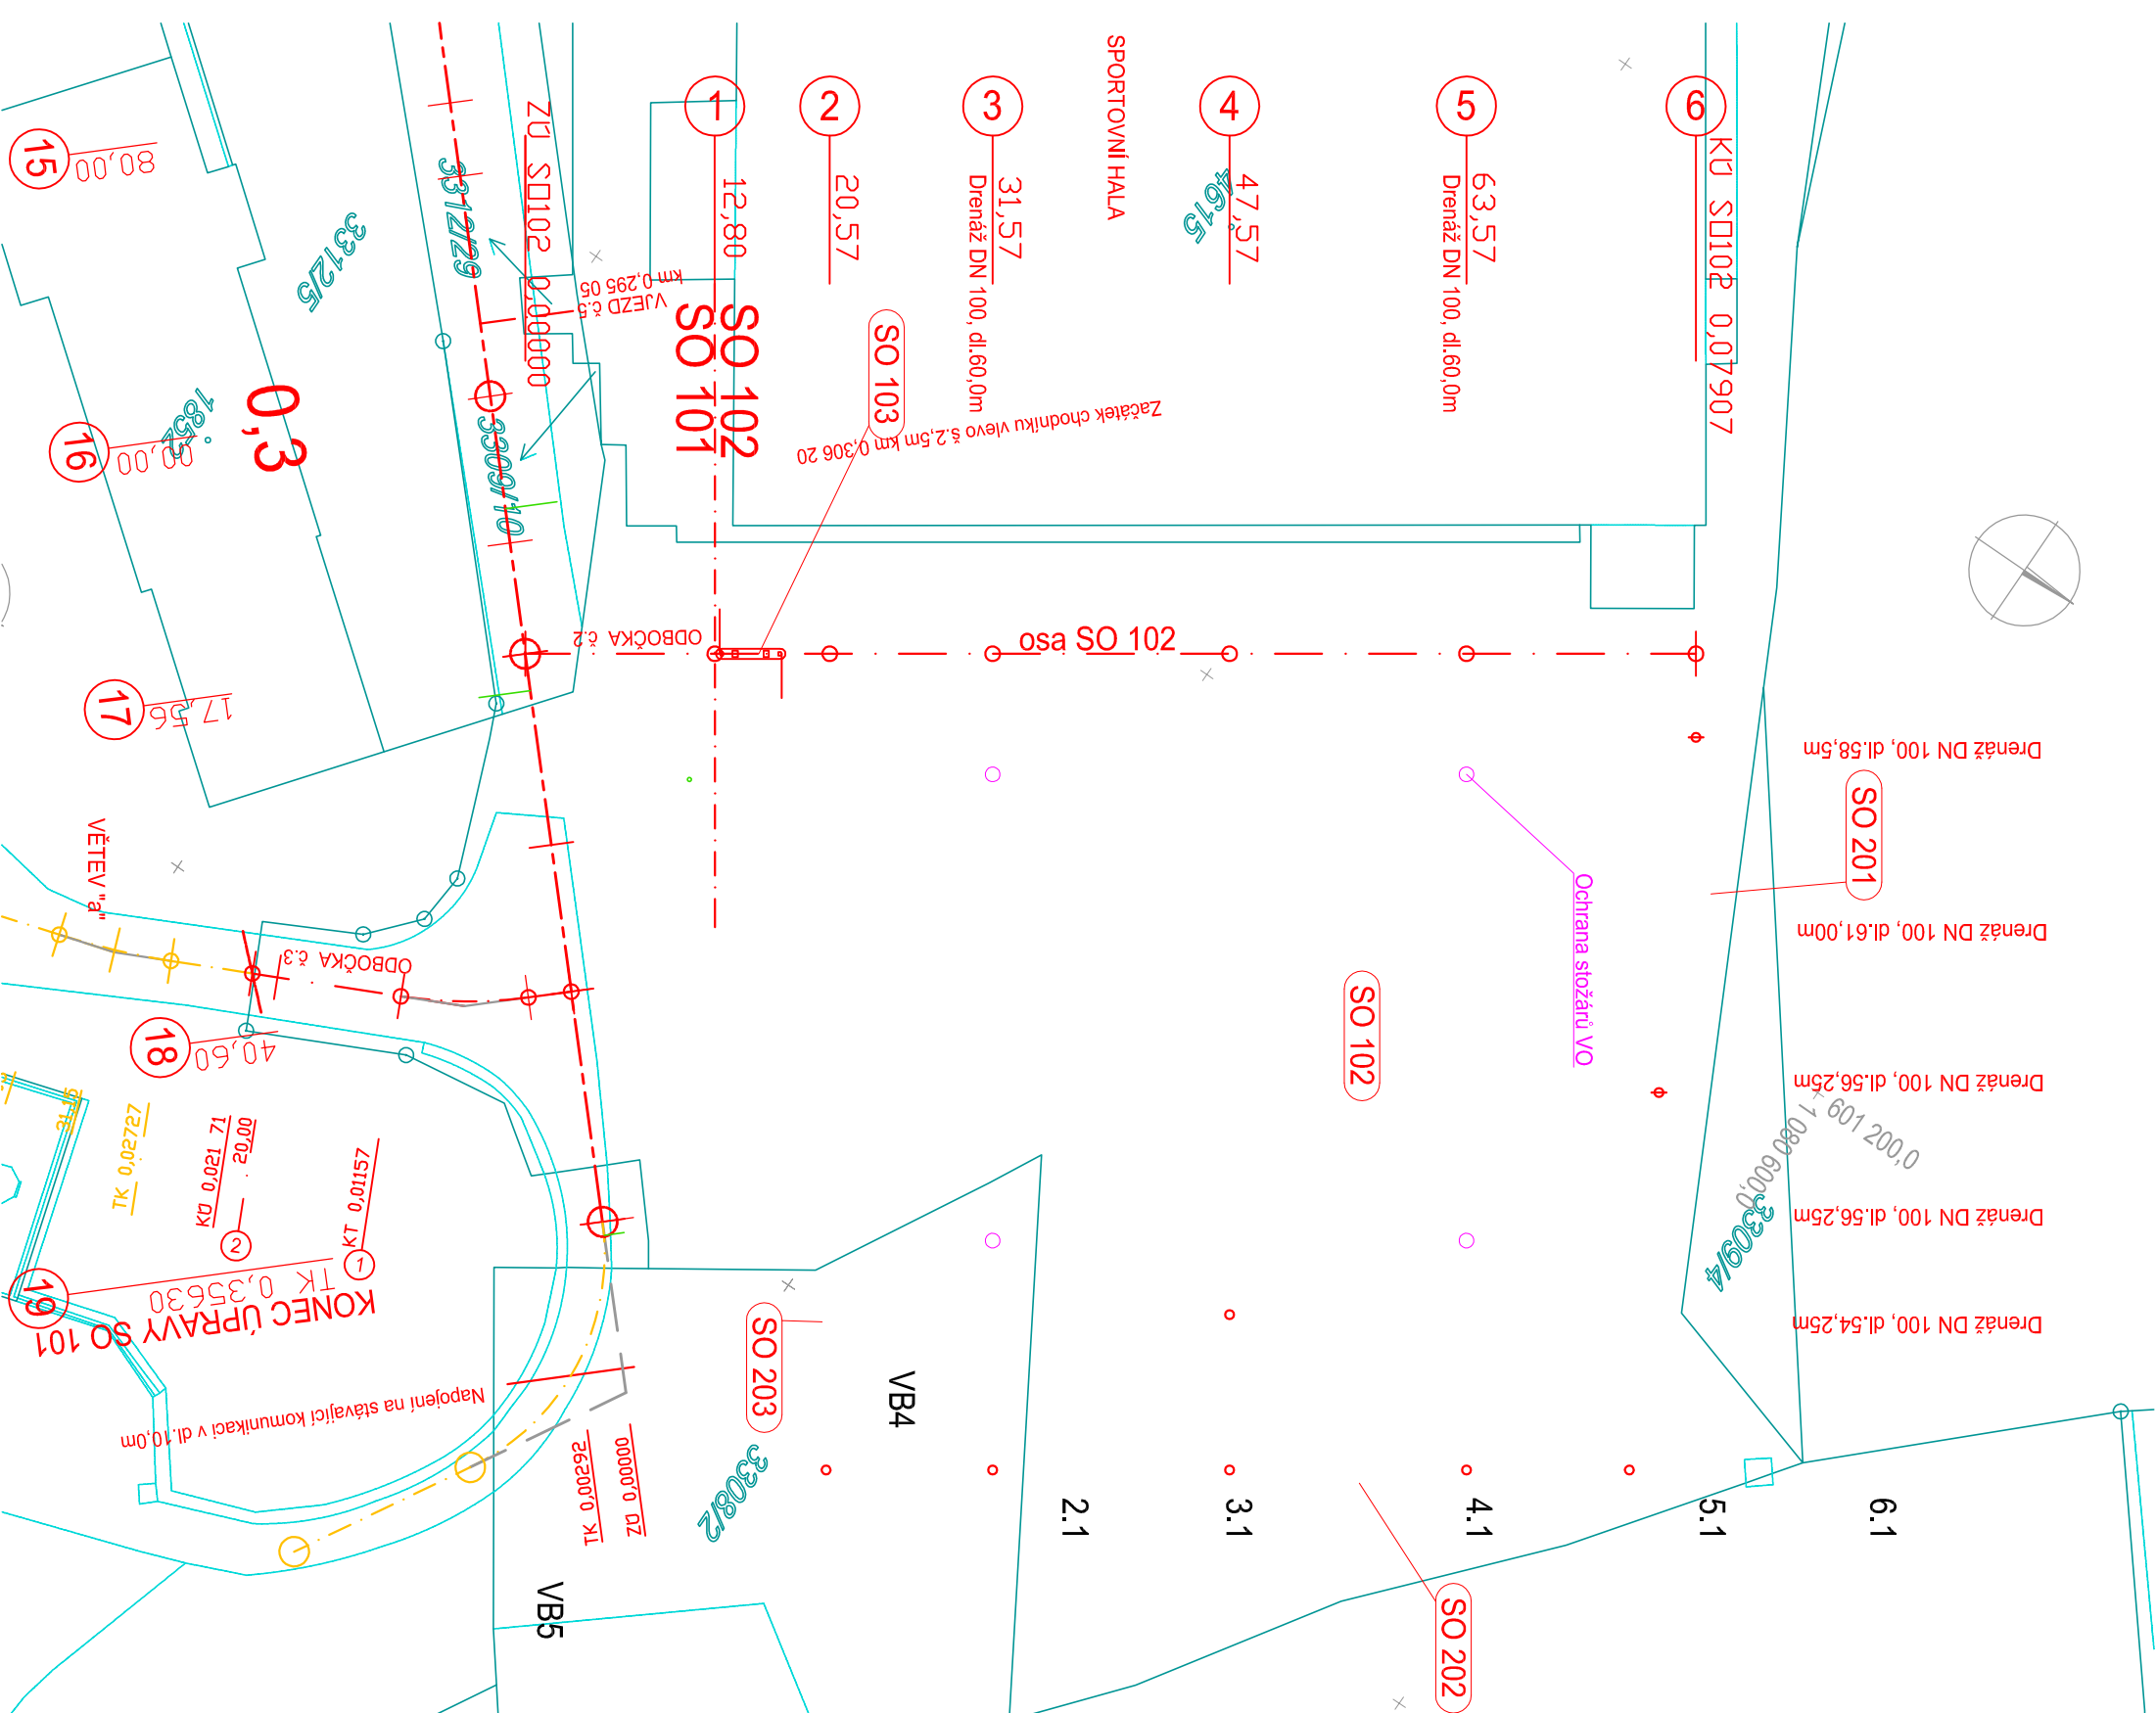 1
2
3
4
5
6
12,80
20,57
31,57
Drenáž DN 100, dl.60,0m
47,57
63,57
Drenáž DN 100, dl.60,0m
SPORTOVNÍ HALA
4615
ZÚ SO102 0,00000
KÚ SO102 0,07907
15
80,00
16
00,00
17
17,56
18
40,60
19
TK 0,35630
KONEC ÚPRAVY SO 101
3312/5
1852
0,3
3312/29
3309/10
VJEZD č.5
km 0,295 05
SO 102
SO 101
SO 103
Začátek chodníku vlevo š.2,5m km 0,306 20
ODBOČKA č.2
osa SO 102
VĚTEV "a"
ODBOČKA č.3
Drenáž DN 100, dl.58,5m
SO 201
Drenáž DN 100, dl.61,00m
Ochrana stožárů VO
SO 102
Drenáž DN 100, dl.56,25m
601 200,0
1 080 600,0
3309/4
Drenáž DN 100, dl.56,25m
Drenáž DN 100, dl.54,25m
TK 0,02727
KÚ 0,021 71
20,00
2
KT 0,01157
1
Napojení na stávající komunikaci v dl.10,0m
TK 0,00292
ZÚ 0,00000
SO 203
3308/2
VB4
VB5
2.1
3.1
4.1
5.1
6.1
SO 202